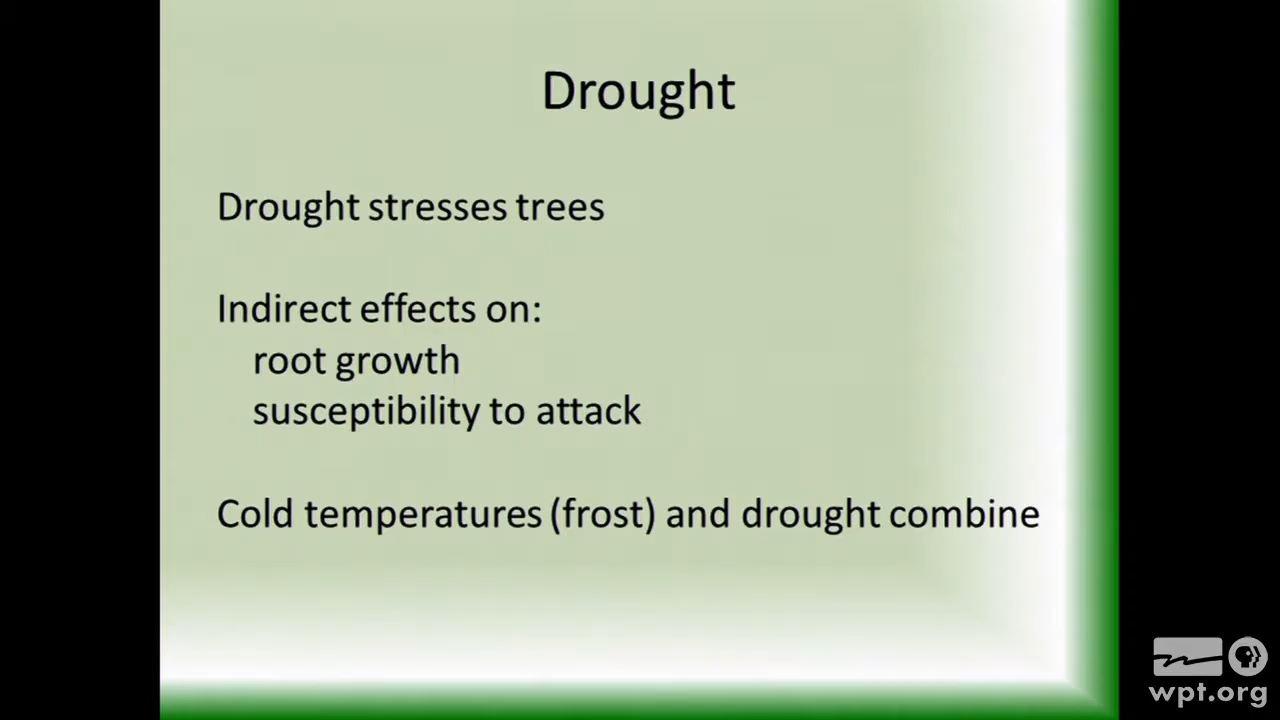 Drought
Drought stresses trees
Indirect effects on:
root growth
susceptibility to attack
Cold temperatures (frost) and drought combine
wpt.org